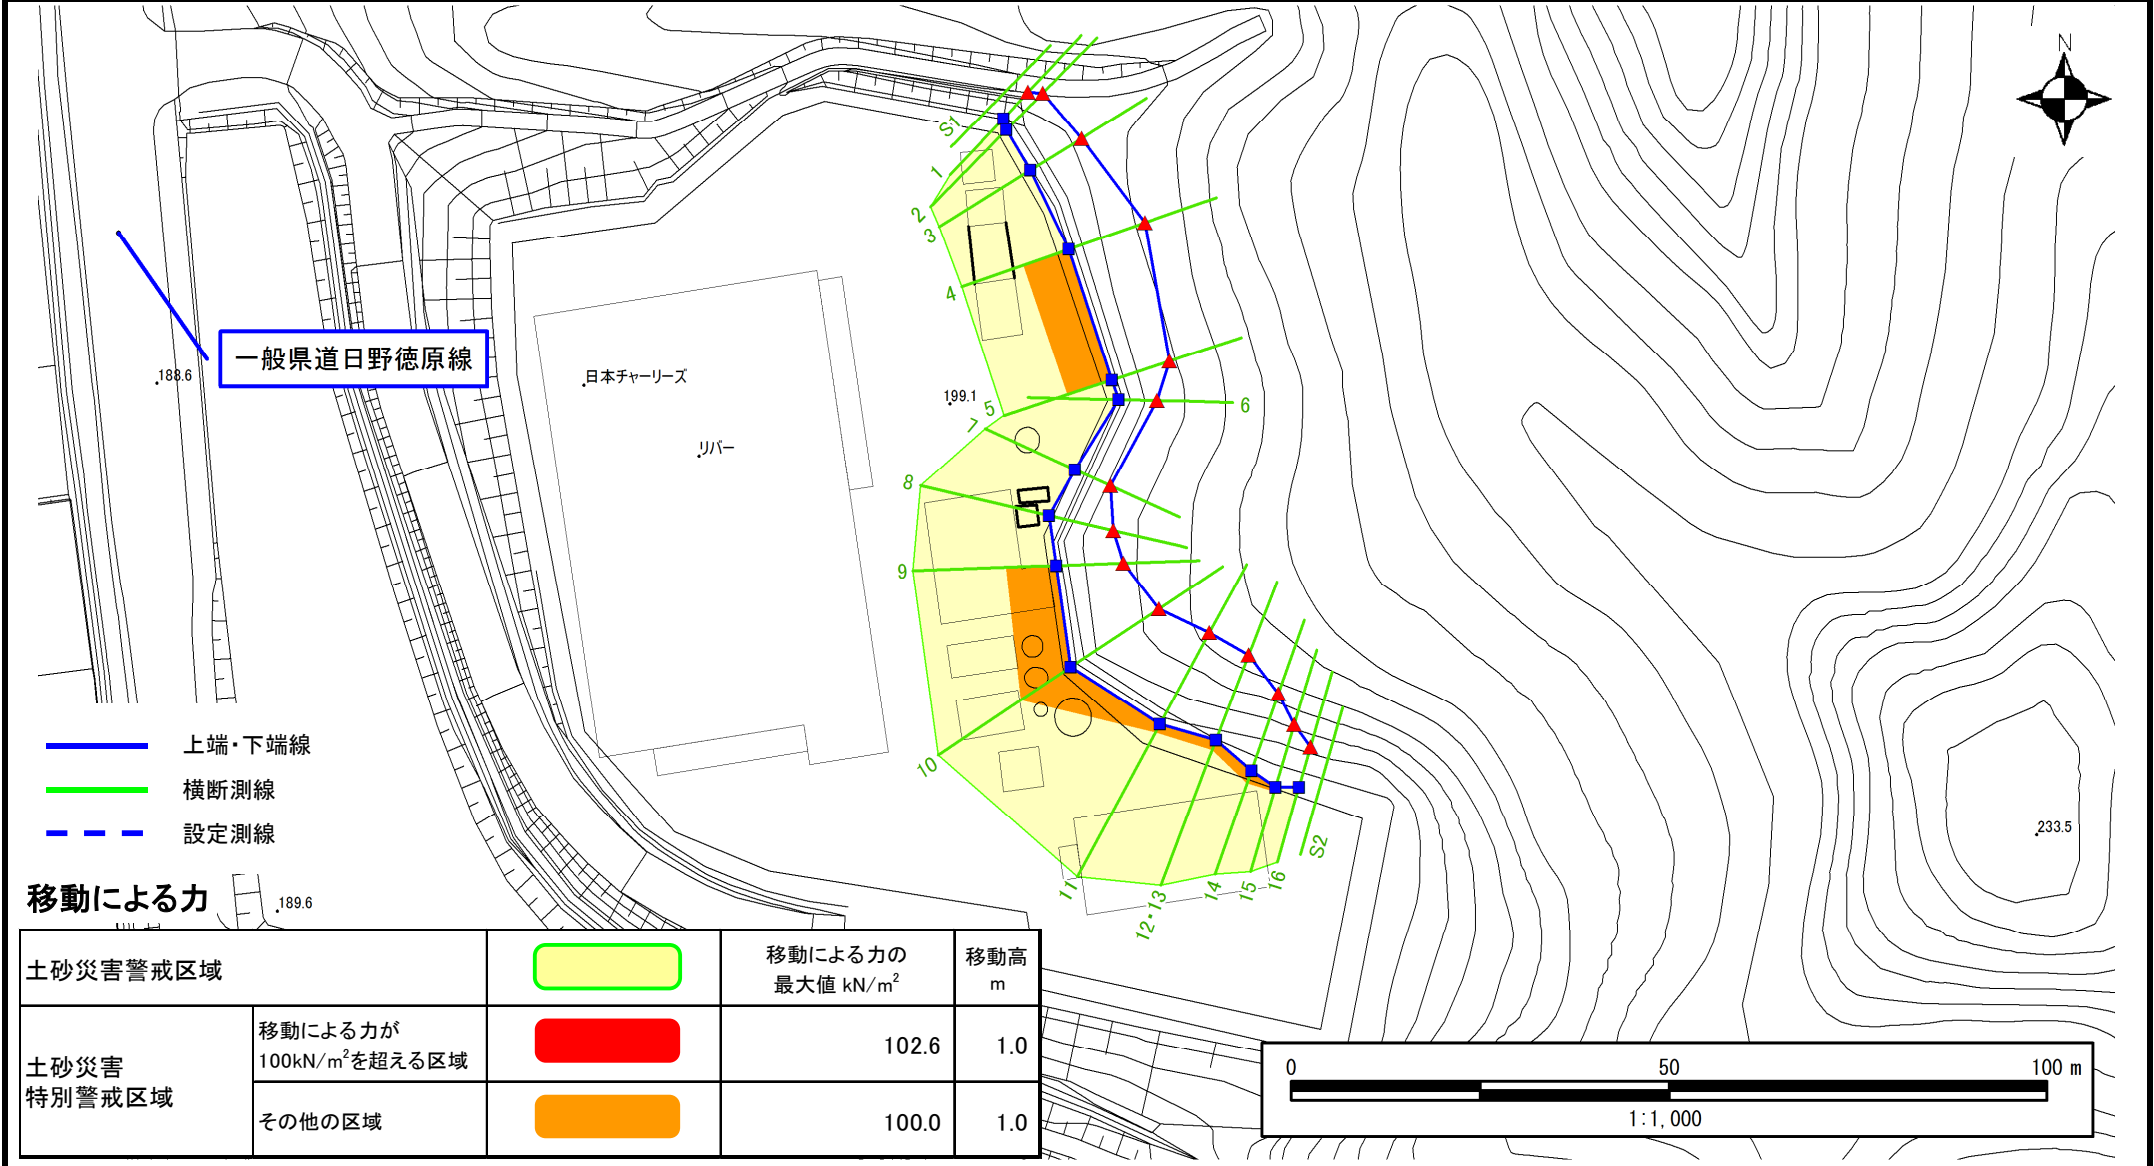 N
S1
1
2
3
4
5
6
7
8
9
10
11
12・13
14
15
16
S2
188.6
一般県道日野徳原線
日本チャーリーズ
リバー
199.1
233.5
189.6
上端・下端線
横断測線
設定測線
移動による力
土砂災害警戒区域
移動による力の
最大値 kN/m²
移動高
m
土砂災害
特別警戒区域
移動による力が
100kN/m²を超える区域
102.6
1.0
その他の区域
100.0
1.0
0
50
100 m
1:1,000